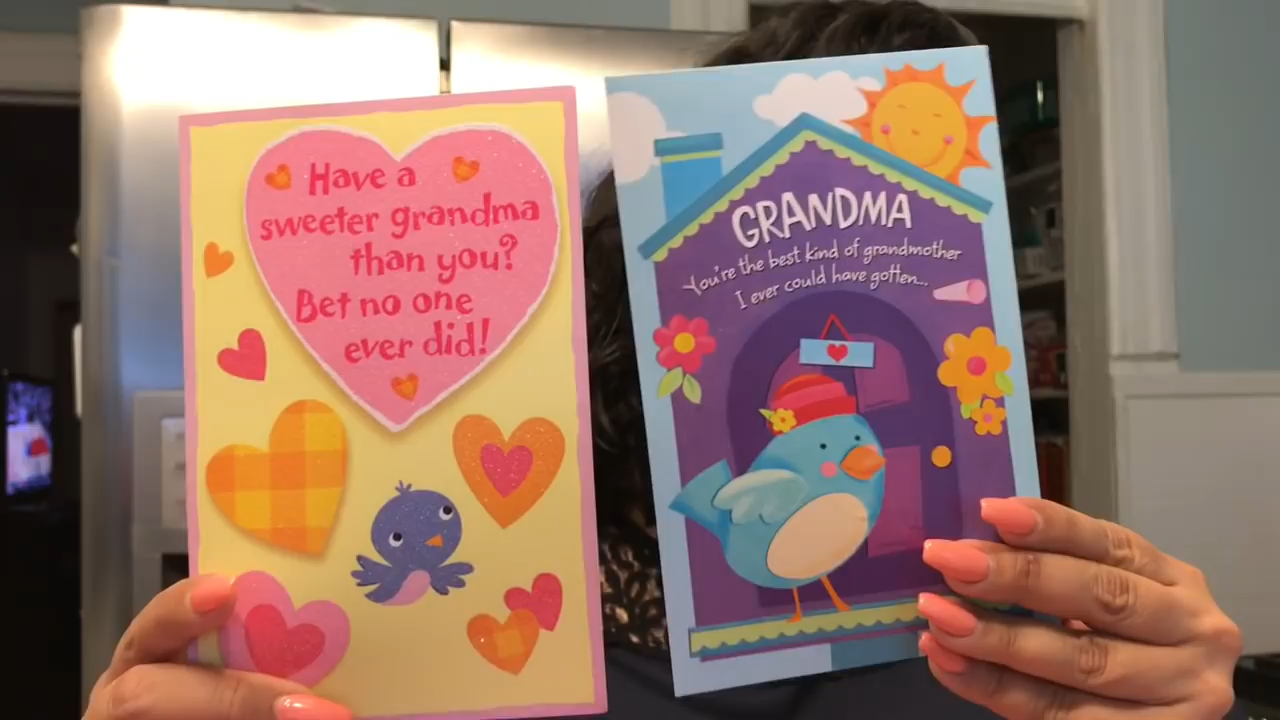 Have a
sweeter grandma
than you?
Bet no one
ever did!
GRANDMA
You're the best kind of grandmother
I ever could have gotten...